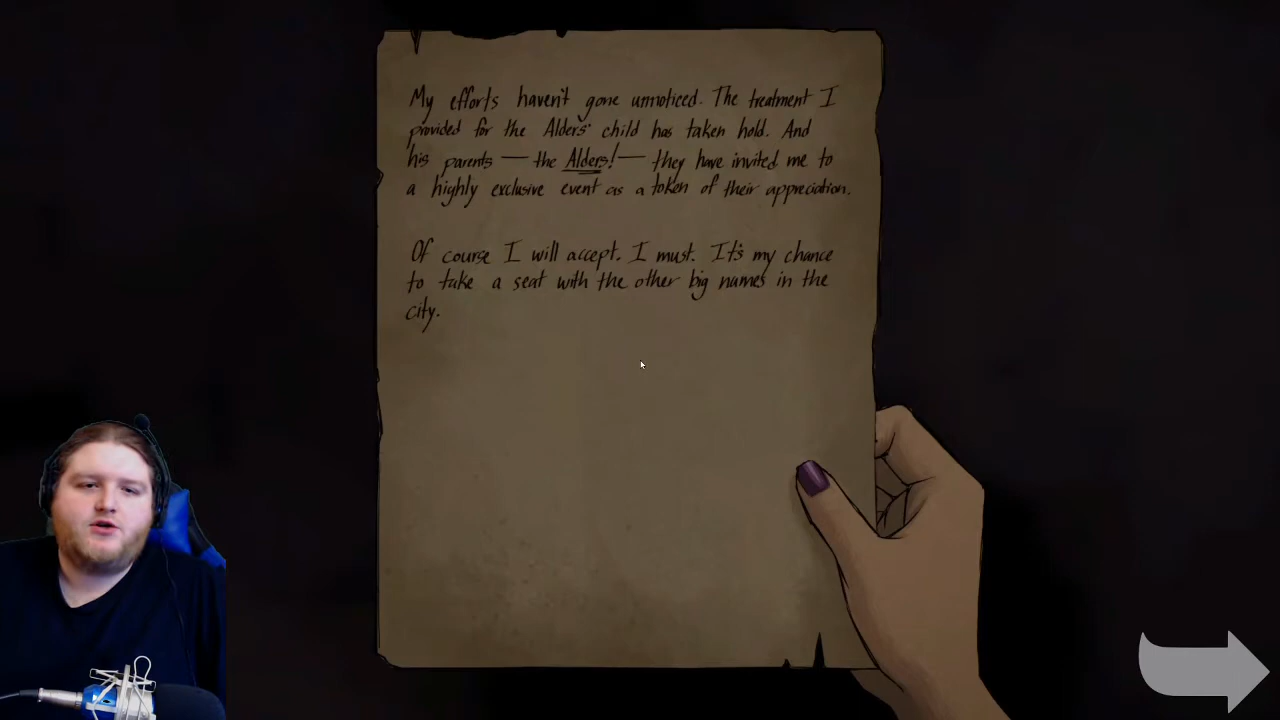 My efforts haven't gone unnoticed. The treatment I
provided for the Alders' child has taken hold. And
his parents — the Alders! — they have invited me to
a highly exclusive event as a token of their appreciation.
Of course I will accept. I must. It's my chance
to take a seat with the other big names in the
city.